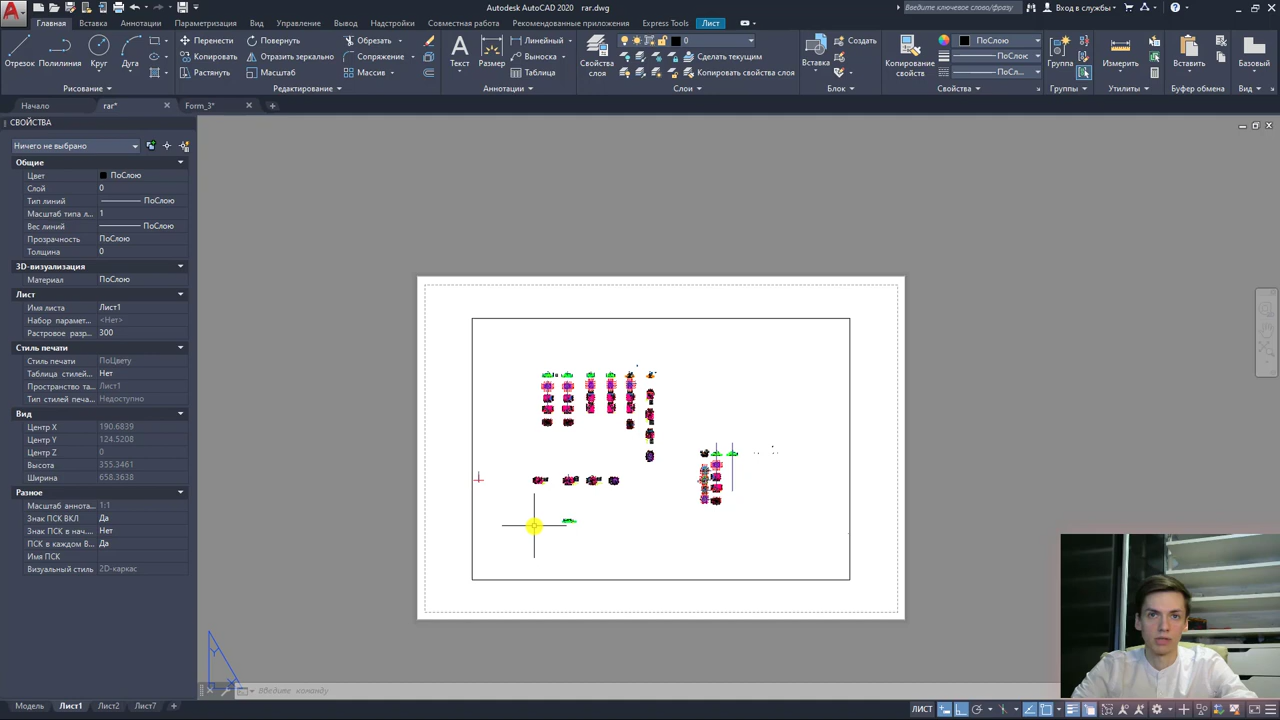 Autodesk AutoCAD 2020 rar.dwg
Введите ключевое слово/фразу
Вход в службы
Главная Вставка Аннотации Параметризация Вид Управление Вывод Надстройки Совместная работа Рекомендованные приложения Express Tools Лист
Отрезок Полилиния Круг Дуга
Перенести Повернуть Обрезать
Копировать Отразить зеркально Сопряжение
Растянуть Масштаб Массив
Текст Размер
Линейный
Выноска
Таблица
Свойства слоя
0
Сделать текущим
Копировать свойства слоя
Вставка
Создать
Копирование свойств
ПоСлою
ПоСлок
ПоСл...
Группа
Измерить
Вставить
Базовый
Рисование Редактирование Аннотации Слои Блок Свойства Группы Утилиты Буфер обмена Вид
Начало rar* Form_3*
СВОЙСТВА
Ничего не выбрано
Общие
Цвет ПоСлою
Слой 0
Тип линий ПоСлою
Масштаб типа л... 1
Вес линий ПоСлою
Прозрачность ПоСлою
Толщина 0
3D-визуализация
Материал ПоСлою
Лист
Имя листа Лист1
Набор парамет... <Нет>
Растровое разр... 300
Стиль печати
Стиль печати ПоЦвету
Таблица стилей... Нет
Пространство та... Лист1
Тип стилей печа... Недоступно
Вид
Центр X 190.6839
Центр Y 124.5208
Центр Z 0
Высота 355.3461
Ширина 658.3638
Разное
Масштаб аннота... 1:1
Знак ПСК ВКЛ Да
Знак ПСК в нач... Нет
ПСК в каждом В... Да
Имя ПСК
Визуальный стиль 2D-каркас
Y
X
Введите команду
Модель Лист1 Лист2 Лист7 +
ЛИСТ